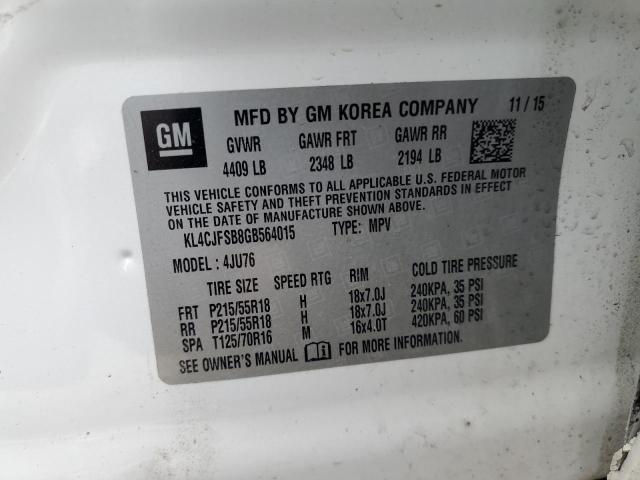 GM MFD BY GM KOREA COMPANY 11/15
GVWR GAWR FRT GAWR RR
4409 LB 2348 LB 2194 LB
THIS VEHICLE CONFORMS TO ALL APPLICABLE U.S. FEDERAL MOTOR
VEHICLE SAFETY AND THEFT PREVENTION STANDARDS IN EFFECT
ON THE DATE OF MANUFACTURE SHOWN ABOVE.
KL4CJFSB8GB564015 TYPE: MPV
MODEL: 4JU76
TIRE SIZE SPEED RTG RIM COLD TIRE PRESSURE
FRT P215/55R18 H 18x7.0J 240KPA, 35 PSI
RR P215/55R18 H 18x7.0J 240KPA, 35 PSI
SPA T125/70R16 M 16x4.0T 420KPA, 60 PSI
SEE OWNER'S MANUAL FOR MORE INFORMATION.